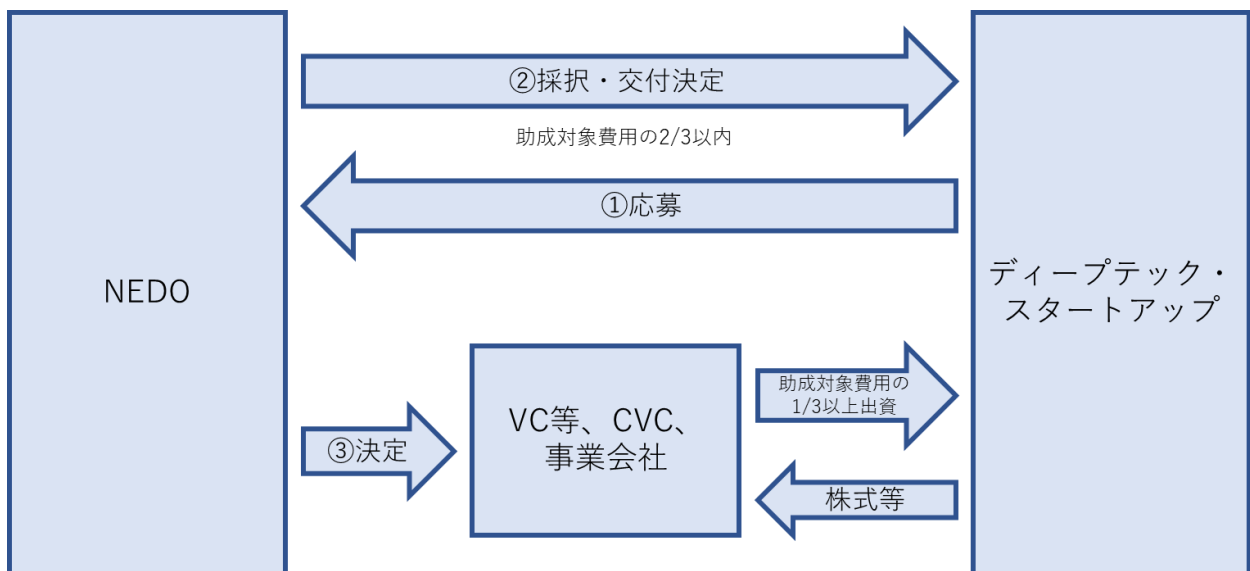 ②採択・交付決定
助成対象費用の2/3以内
①応募
NEDO
ディープテック・
スタートアップ
助成対象費用の
1/3以上出資
VC等、CVC、
事業会社
③決定
株式等